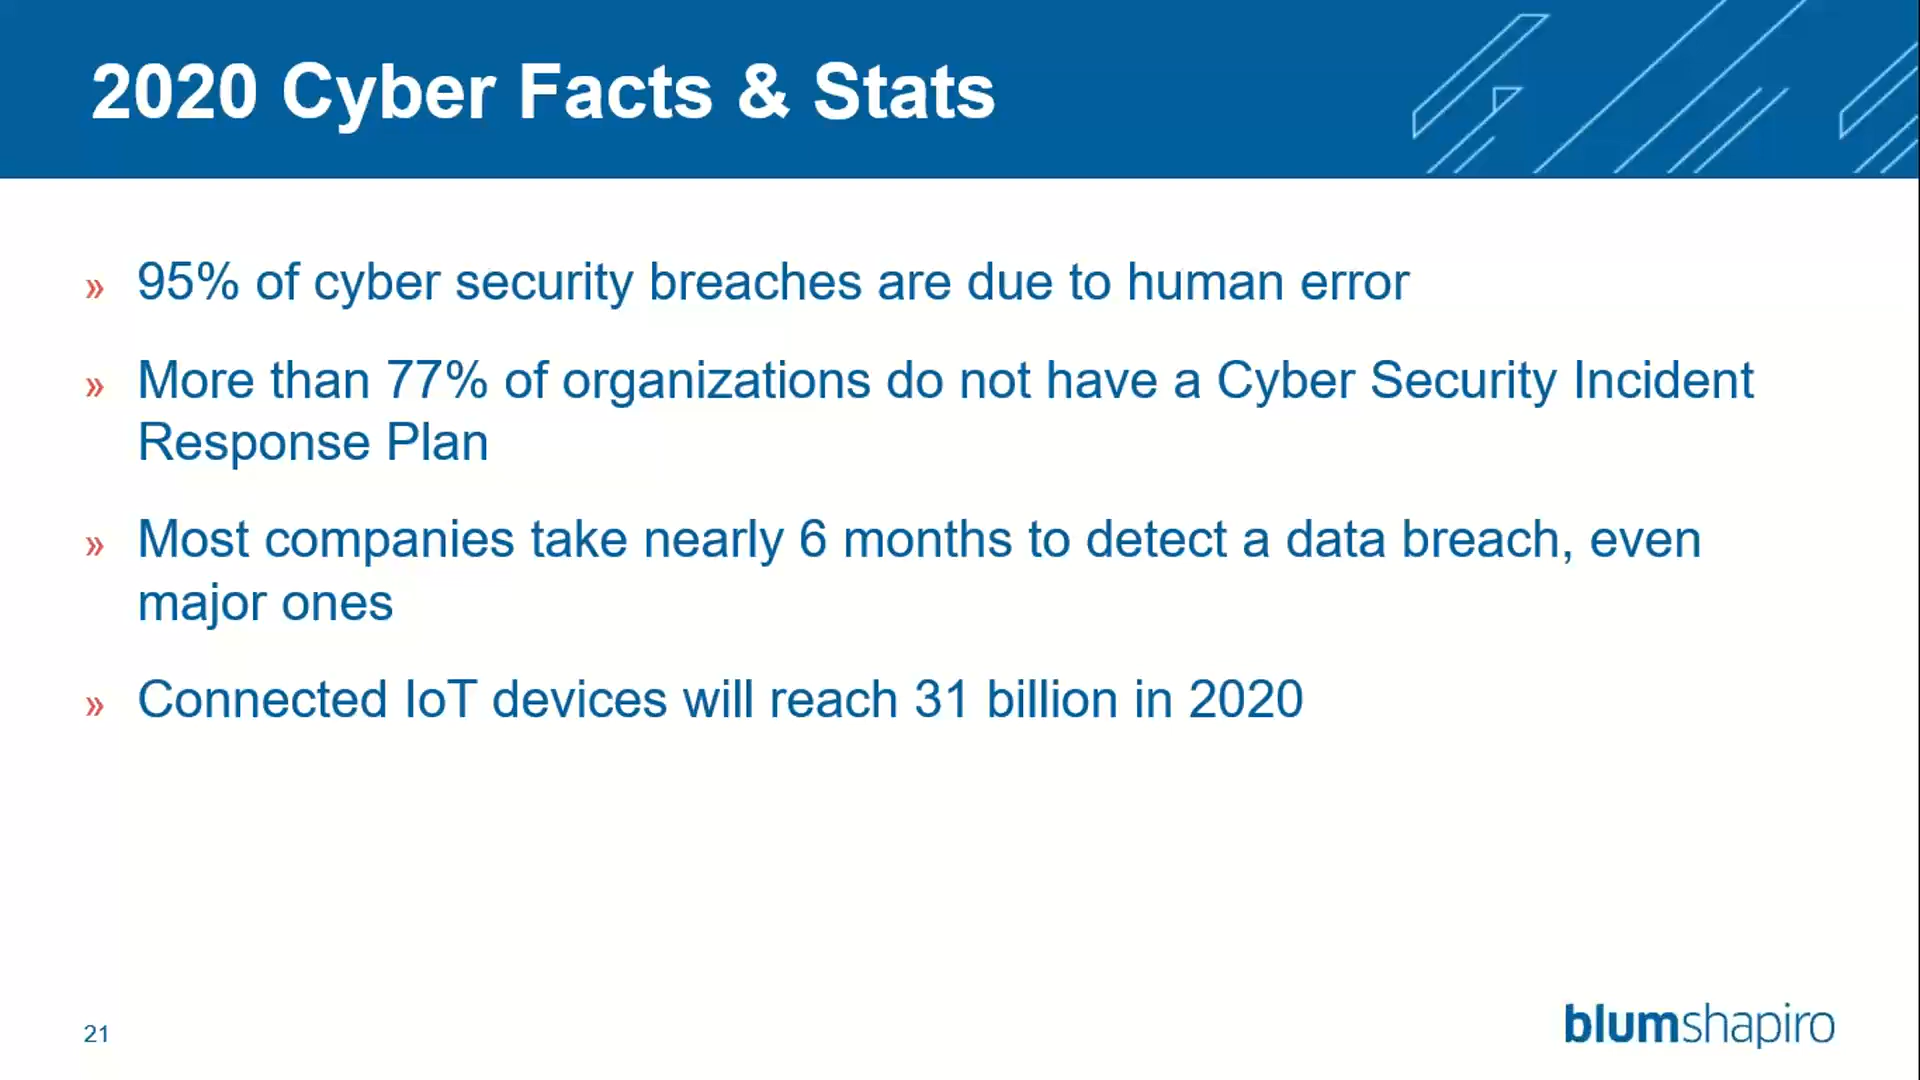 2020 Cyber Facts & Stats
» 95% of cyber security breaches are due to human error
» More than 77% of organizations do not have a Cyber Security Incident
Response Plan
» Most companies take nearly 6 months to detect a data breach, even
major ones
» Connected IoT devices will reach 31 billion in 2020
21
blumshapiro